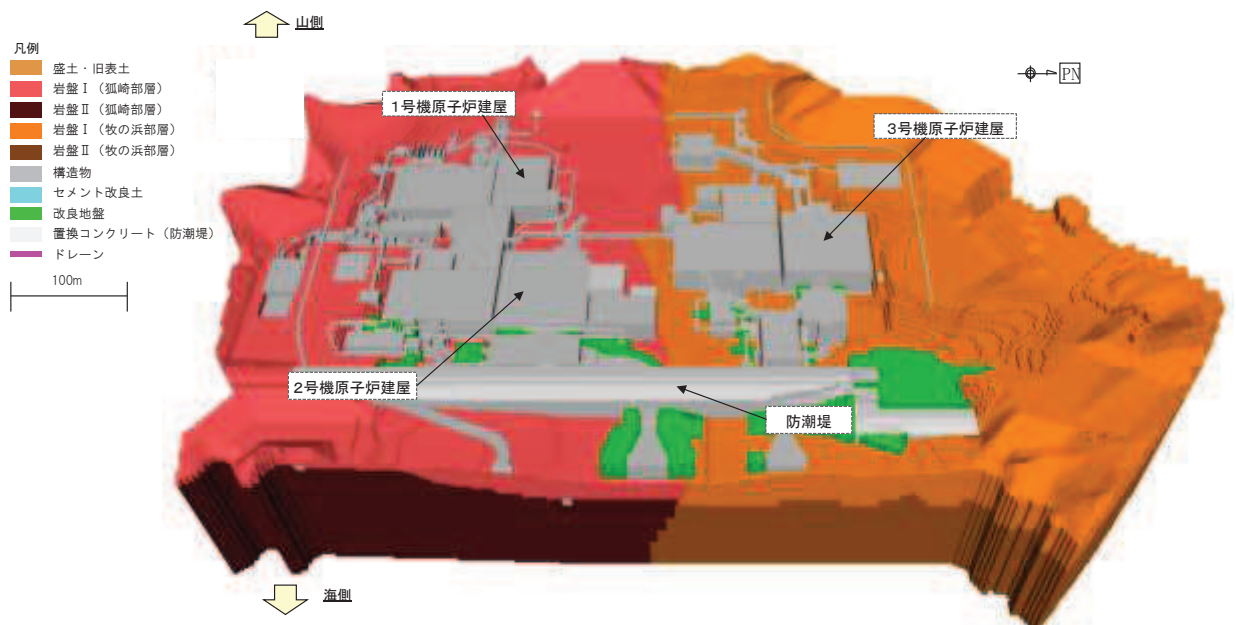 山側
凡例
盛土・旧表土
岩盤Ⅰ（狐崎部層）
岩盤Ⅱ（狐崎部層）
岩盤Ⅰ（牧の浜部層）
岩盤Ⅱ（牧の浜部層）
構造物
セメント改良土
改良地盤
置換コンクリート（防潮堤）
ドレーン
100m
PN
1号機原子炉建屋
3号機原子炉建屋
2号機原子炉建屋
防潮堤
海側